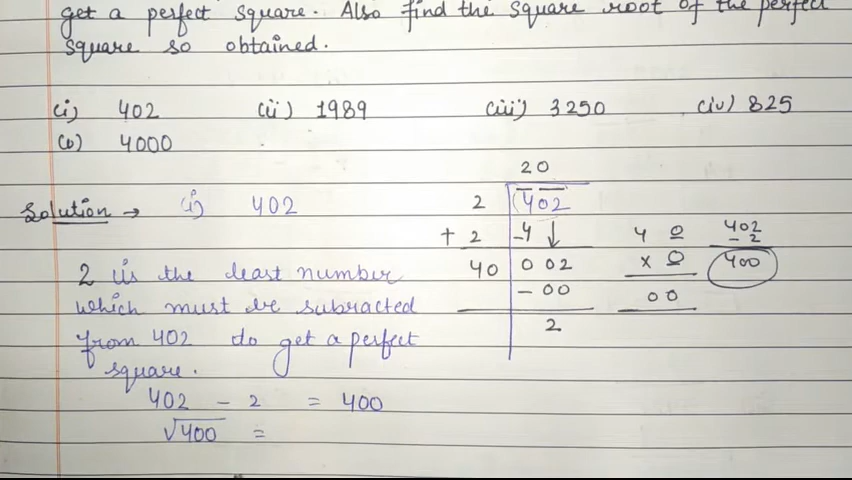 get a perfect square. Also find the square root of the perfect
square so obtained.
(i) 402 (ii) 1989 (iii) 3250 (iv) 825
(v) 4000
Solution → (i) 402
2 is the least number
which must be subracted
from 402 do get a perfect
square.
402 - 2 = 400
√400 =
20
2 402
+ 2 -4 ↓
40 0 02
- 00
2
4 0
x 0
00
402
- 2
400